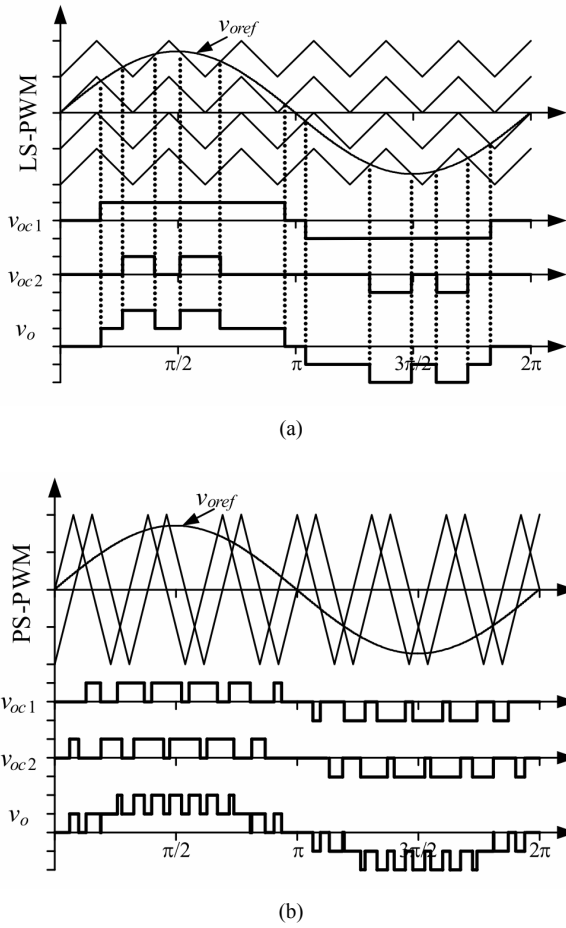 v_oref
LS-PWM
v_oc1
v_oc2
v_o
π/2 π 3π/2 2π
(a)
v_oref
PS-PWM
v_oc1
v_oc2
v_o
π/2 π 3π/2 2π
(b)